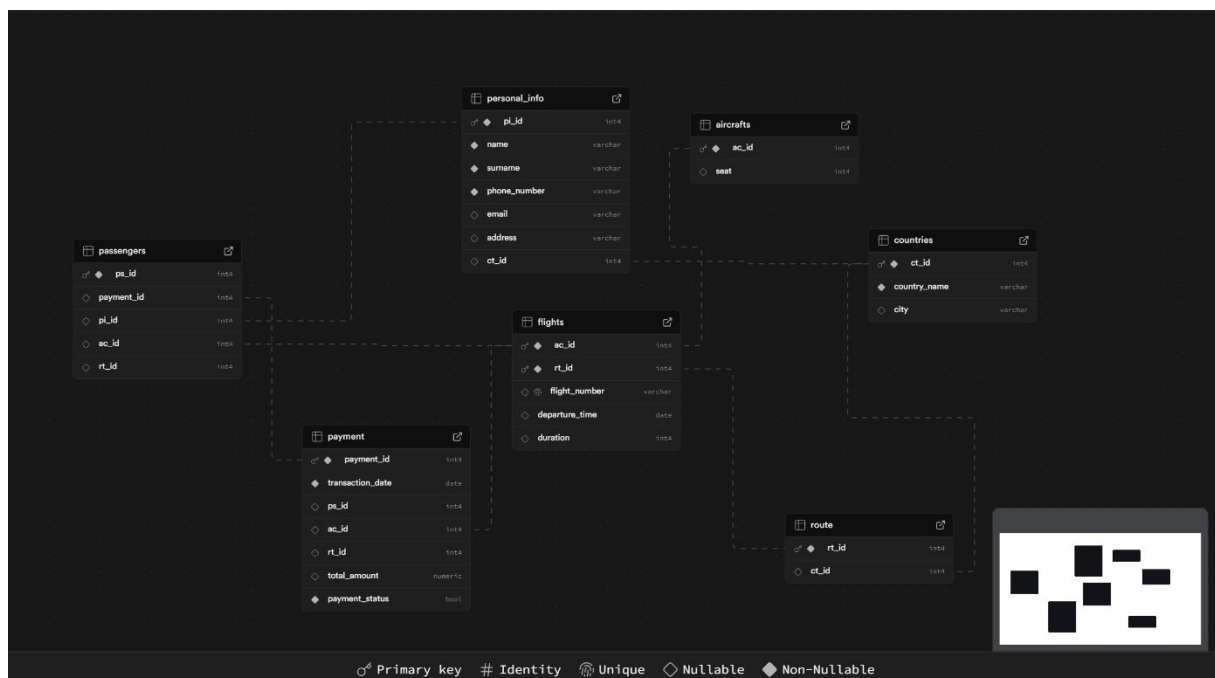 personal_info
pi_id int4
name varchar
surname varchar
phone_number varchar
email varchar
address varchar
ct_id int4
aircrafts
ac_id int4
seat int4
passengers
ps_id int4
payment_id int4
pi_id int4
ac_id int4
rt_id int4
countries
ct_id int4
country_name varchar
city varchar
flights
ac_id int4
rt_id int4
flight_number varchar
departure_time date
duration int4
payment
payment_id int4
transaction_date date
ps_id int4
ac_id int4
rt_id int4
total_amount numeric
payment_status bool
route
rt_id int4
ct_id int4
Primary key # Identity Unique Nullable Non-Nullable